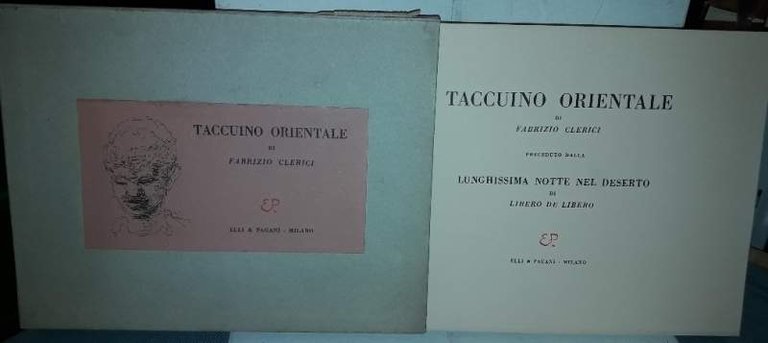 TACCUINO ORIENTALE
DI
FABRIZIO CLERICI
EP
ELLI & PAGANI - MILANO
TACCUINO ORIENTALE
DI
FABRIZIO CLERICI
PRECEDUTO DALLA
LUNGHISSIMA NOTTE NEL DESERTO
DI
LIBERO DE LIBERO
EP
ELLI & PAGANI - MILANO